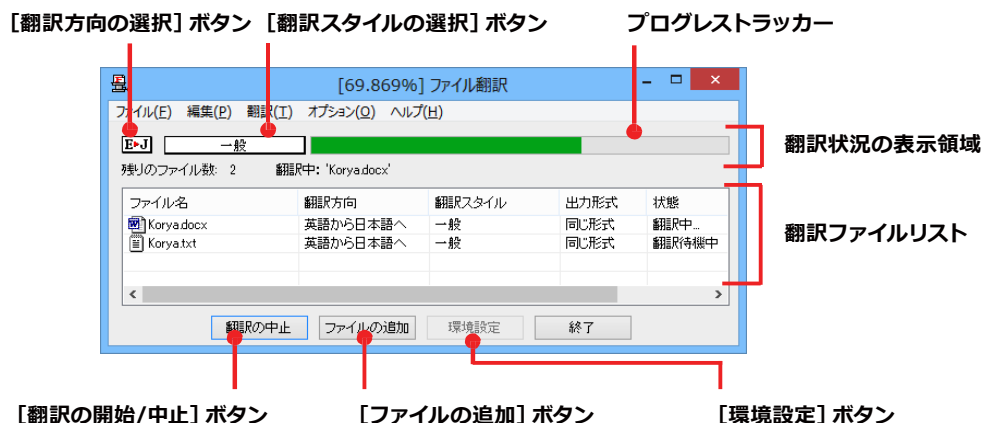 [翻訳方向の選択] ボタン [翻訳スタイルの選択] ボタン プログレストラッカー
[69.869%] ファイル翻訳
ファイル(F) 編集(P) 翻訳(T) オプション(O) ヘルプ(H)
E▸J 一般
翻訳状況の表示領域
残りのファイル数: 2 翻訳中: 'Korya.docx'
ファイル名 翻訳方向 翻訳スタイル 出力形式 状態
Korya.docx 英語から日本語へ 一般 同じ形式 翻訳中...
翻訳ファイルリスト
Korya.txt 英語から日本語へ 一般 同じ形式 翻訳待機中
翻訳の中止 ファイルの追加 環境設定 終了
[翻訳の開始/中止] ボタン [ファイルの追加] ボタン [環境設定] ボタン